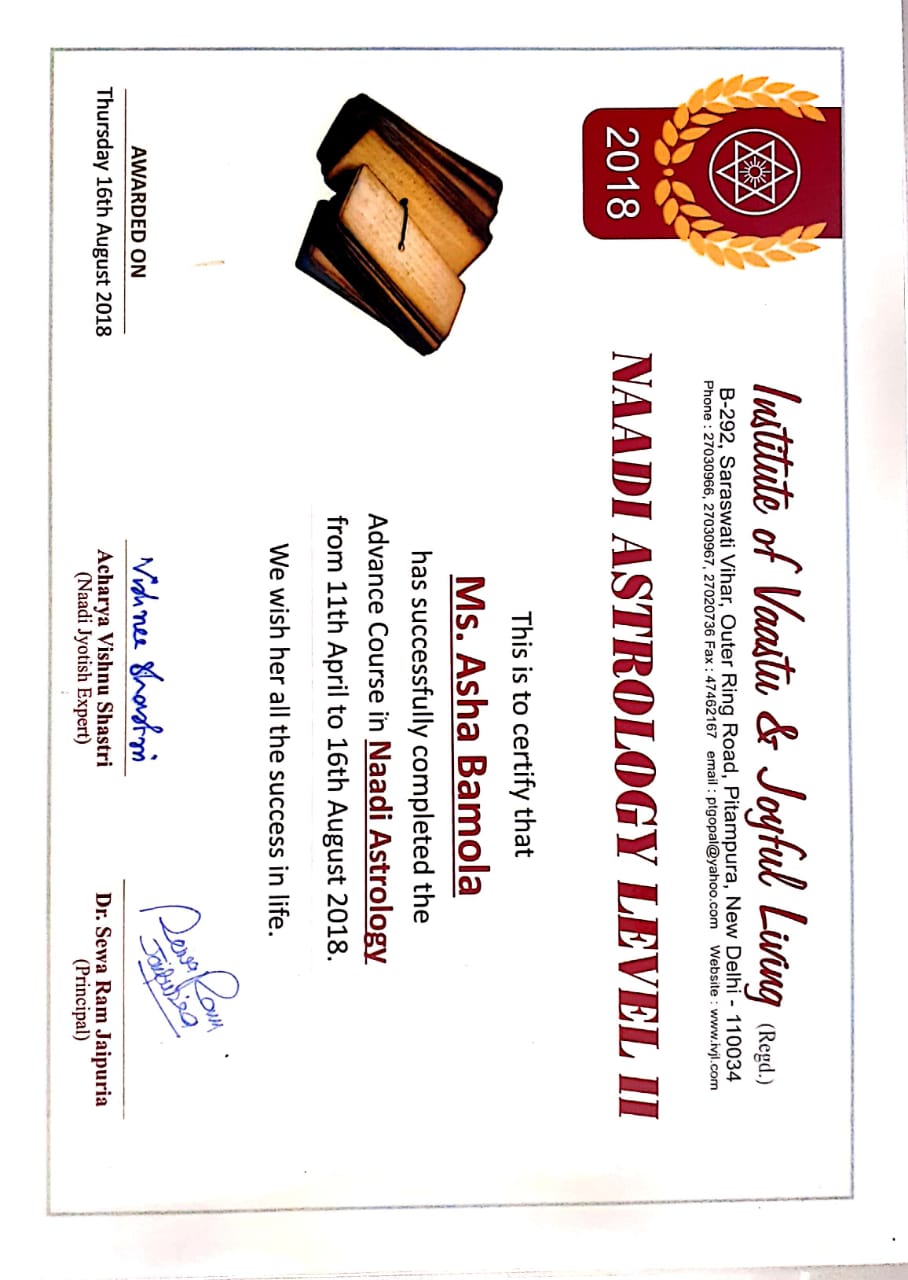 2018
Institute of Vaastu & Joyful Living (Regd.)
B-292, Saraswati Vihar, Outer Ring Road, Pitampura, New Delhi - 110034
Phone : 27030966, 27030967, 27020736 Fax : 47462167 email : ptgopal@yahoo.com Website : www.ivjl.com
NAADI ASTROLOGY LEVEL II
This is to certify that
Ms. Asha Bamola
has successfully completed the
Advance Course in Naadi Astrology
from 11th April to 16th August 2018.
We wish her all the success in life.
AWARDED ON
Thursday 16th August 2018
Vishnee Shastri
Acharya Vishnu Shastri
(Naadi Jyotish Expert)
Sewa Ram
Jaipuria
Dr. Sewa Ram Jaipuria
(Principal)